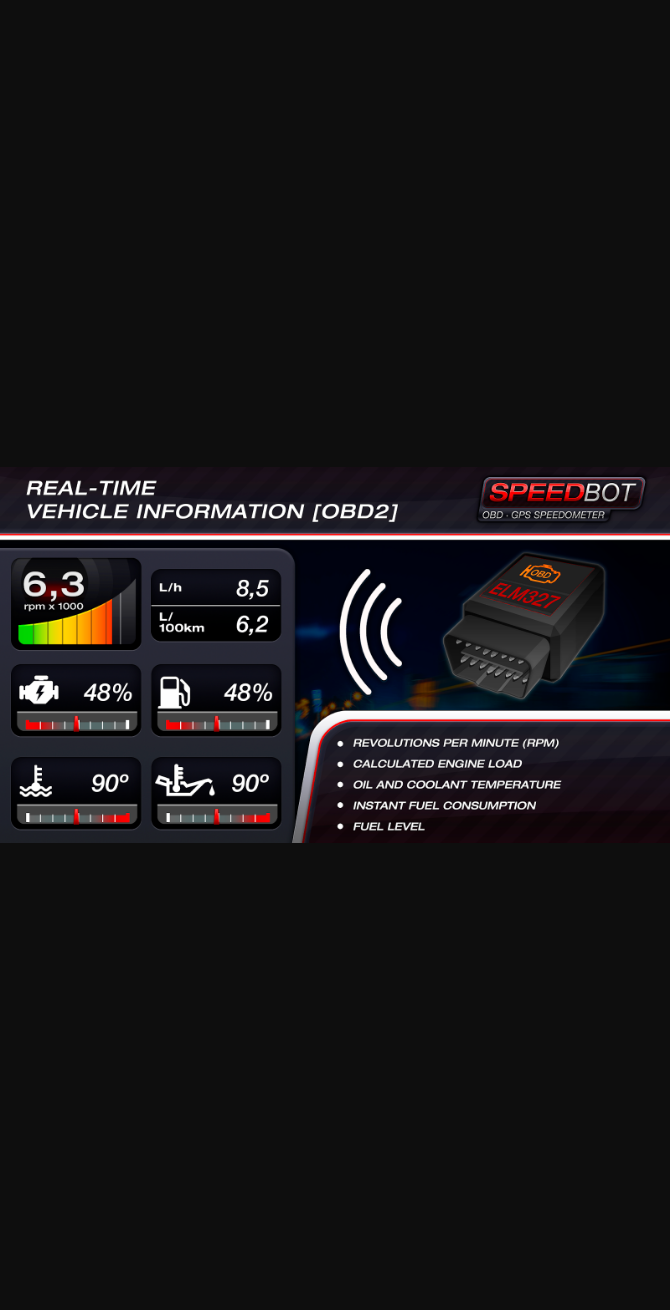 REAL-TIME
VEHICLE INFORMATION [OBD2]
SPEEDBOT
OBD · GPS SPEEDOMETER
6,3
rpm x 1000
L/h 8,5
L/
100km 6,2
48%
48%
90º
90º
OBD
ELM327
● REVOLUTIONS PER MINUTE (RPM)
● CALCULATED ENGINE LOAD
● OIL AND COOLANT TEMPERATURE
● INSTANT FUEL CONSUMPTION
● FUEL LEVEL